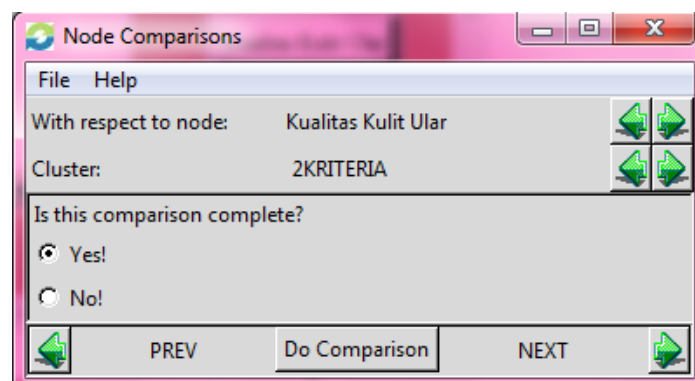 Node Comparisons
File Help
With respect to node: Kualitas Kulit Ular
Cluster: 2KRITERIA
Is this comparison complete?
Yes!
No!
PREV Do Comparison NEXT